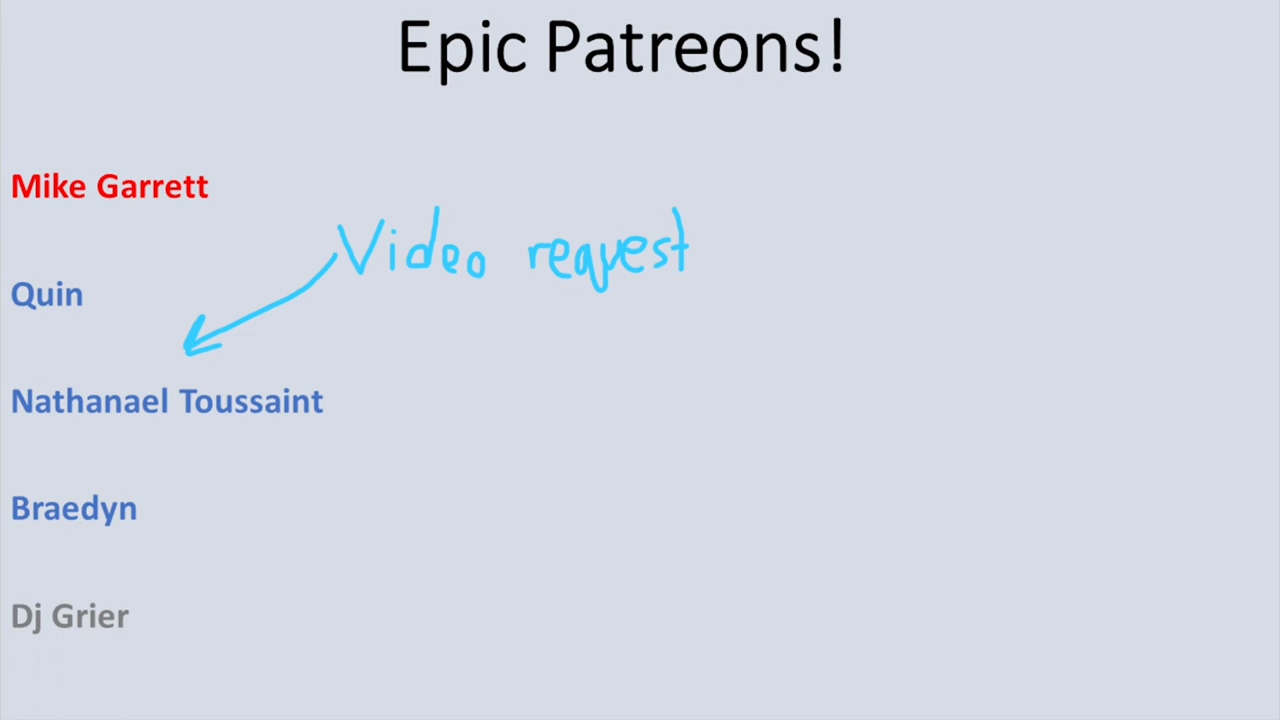 Epic Patreons!
Mike Garrett
Video request
Quin
Nathanael Toussaint
Braedyn
Dj Grier